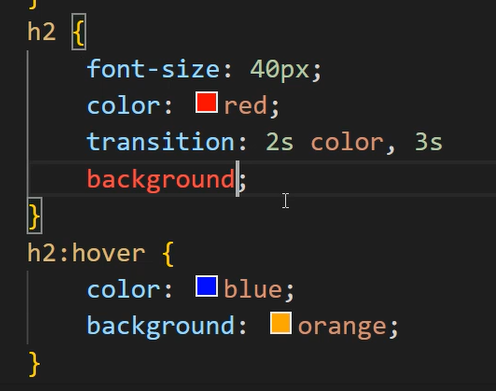 }
h2 {
    font-size: 40px;
    color: red;
    transition: 2s color, 3s
    background;
}
h2:hover {
    color: blue;
    background: orange;
}